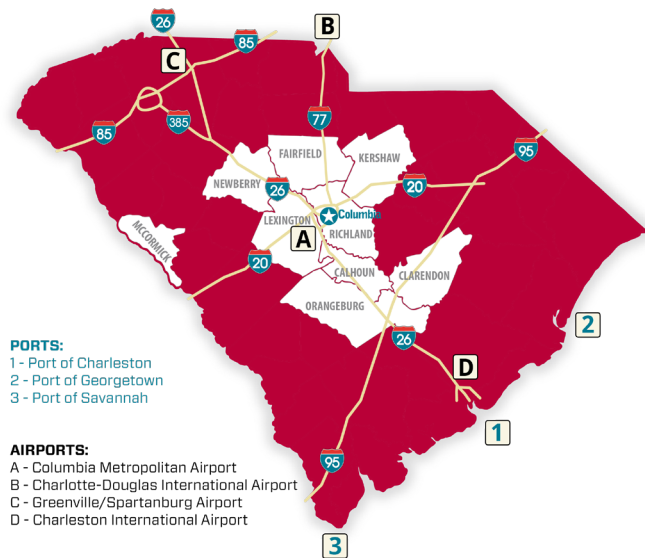 26
B
85
C
85
385
77
95
FAIRFIELD
KERSHAW
NEWBERRY
26
20
Columbia
LEXINGTON
MCCORMICK
A
RICHLAND
20
CALHOUN
CLARENDON
ORANGEBURG
2
26
D
1
95
3
PORTS:
1 - Port of Charleston
2 - Port of Georgetown
3 - Port of Savannah
AIRPORTS:
A - Columbia Metropolitan Airport
B - Charlotte-Douglas International Airport
C - Greenville/Spartanburg Airport
D - Charleston International Airport